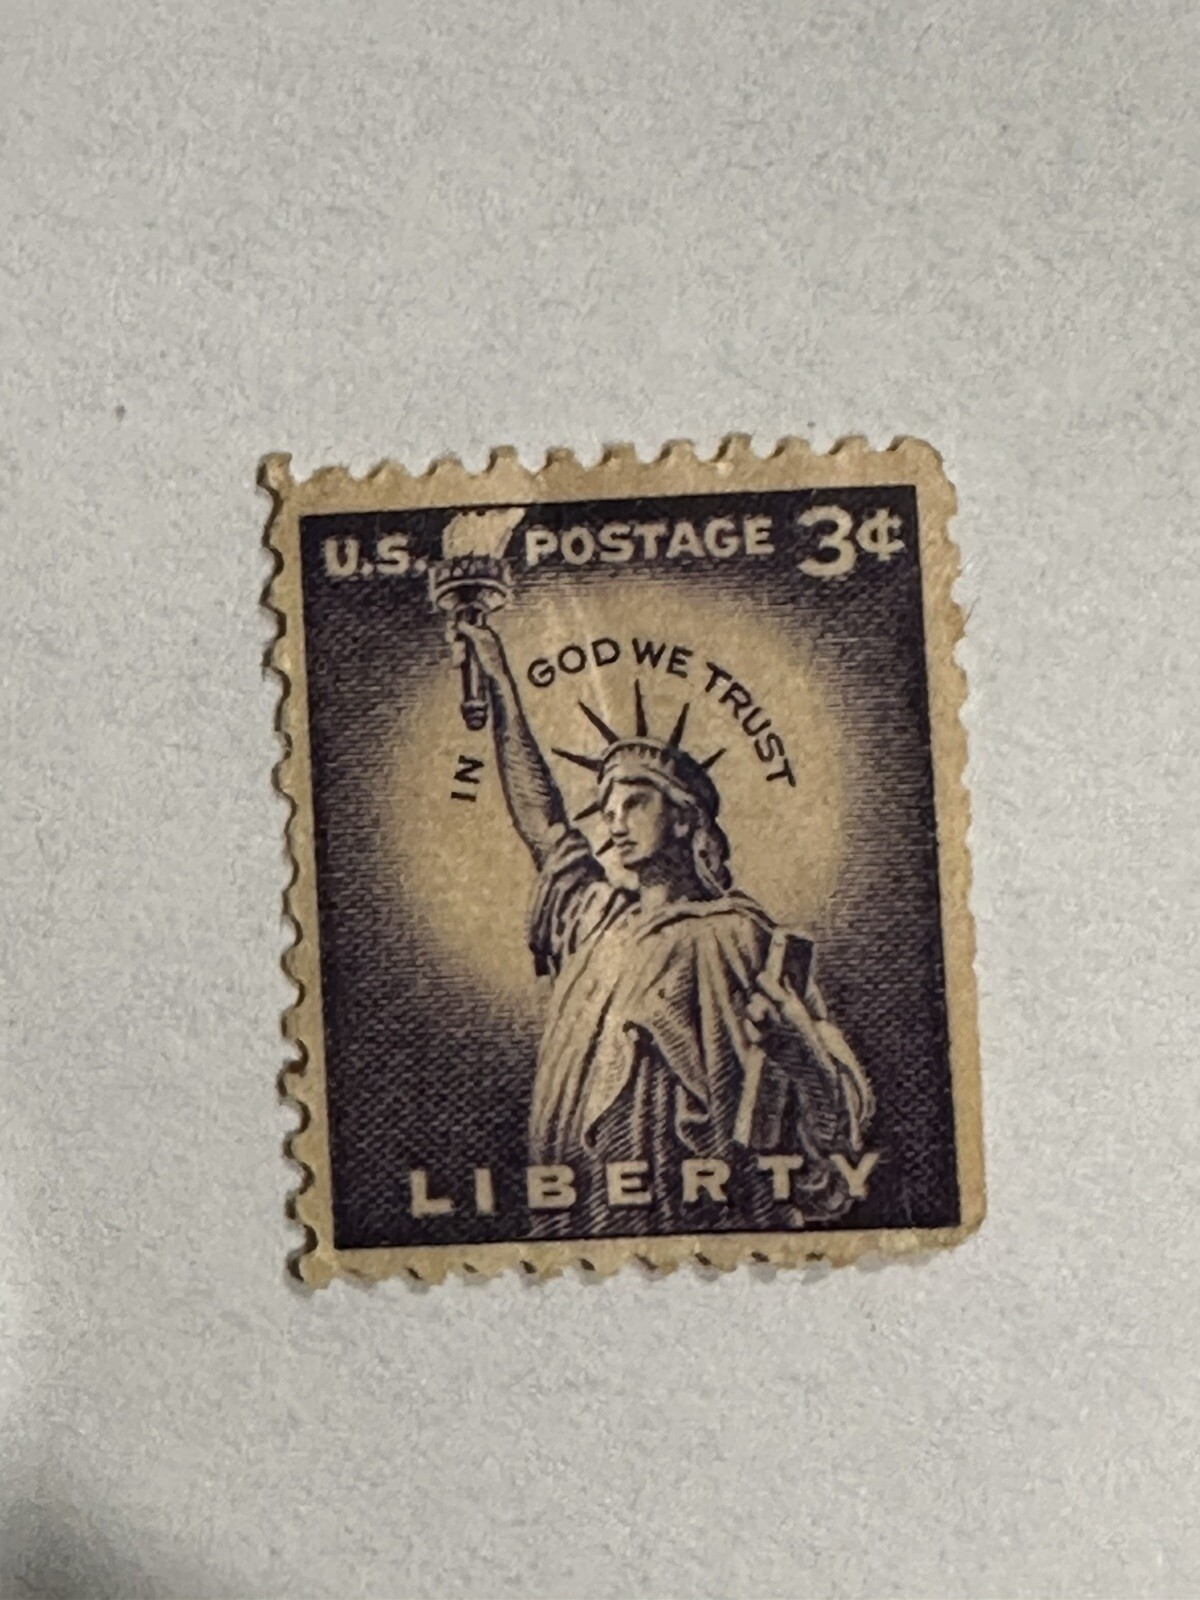 U.S. POSTAGE 3¢
IN GOD WE TRUST
LIBERTY